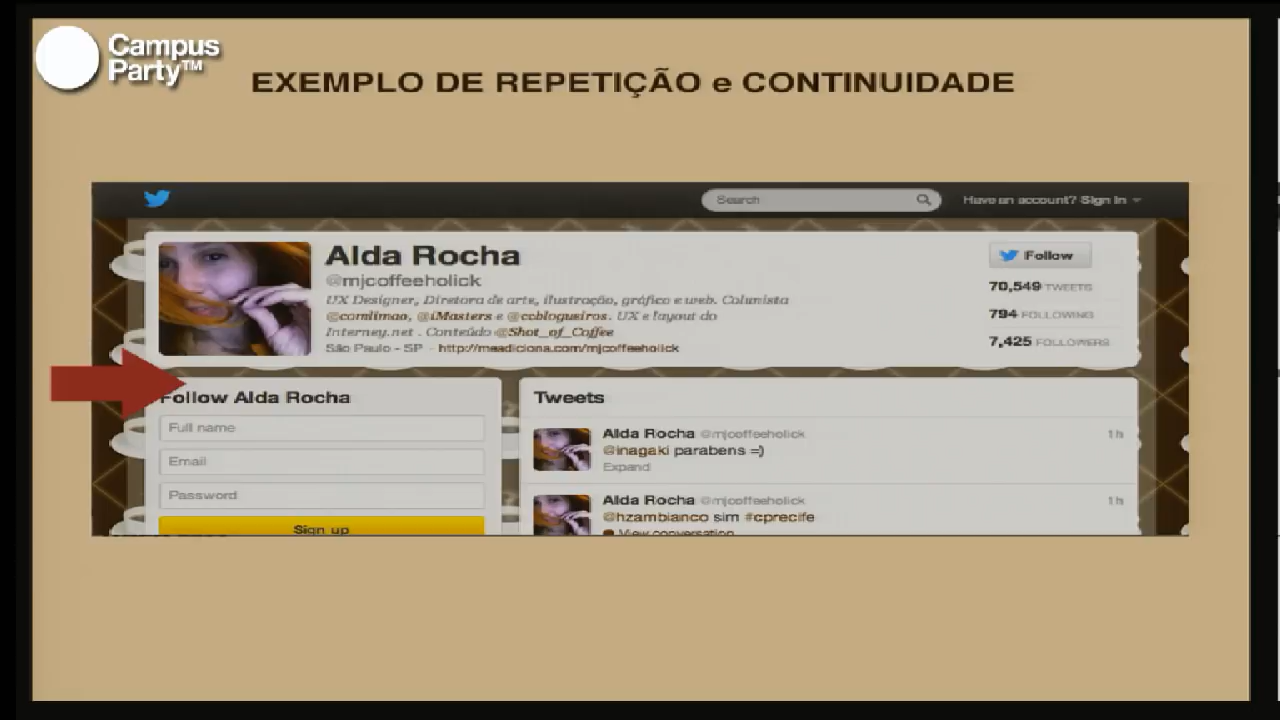 Campus
Party™
EXEMPLO DE REPETIÇÃO e CONTINUIDADE
Search
Have an account? Sign in
Alda Rocha
@mjcoffeeholick
UX Designer, Diretora de arte, ilustração, gráfico e web. Colunista
@comlimao, @iMasters e @ccblogueiros. UX e layout do
Interney.net . Conteúdo @Shot_of_Coffee
São Paulo - SP - http://meadiciona.com/mjcoffeeholick
Follow
70,549 TWEETS
794 FOLLOWING
7,425 FOLLOWERS
Follow Alda Rocha
Full name
Email
Password
Sign up
Tweets
Alda Rocha @mjcoffeeholick 1h
@inagaki parabens =)
Expand
Alda Rocha @mjcoffeeholick 1h
@hzambianco sim #cprecife
View conversation